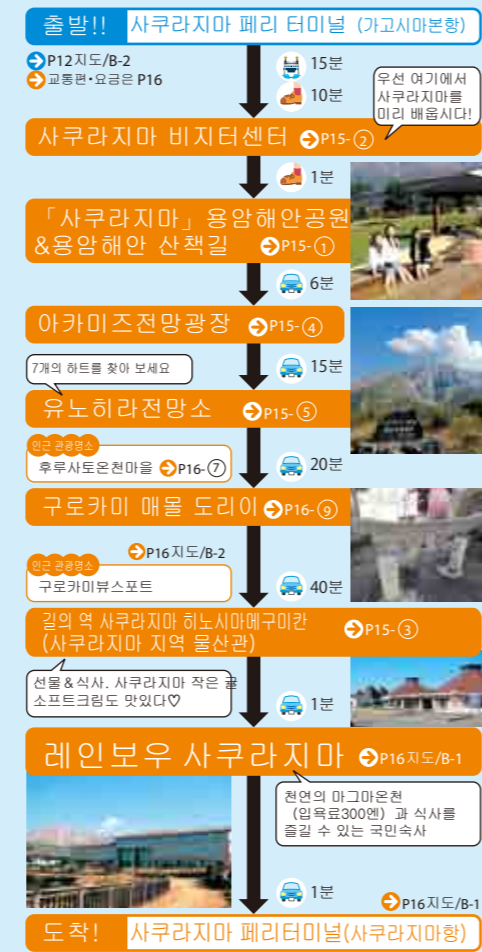 출발!! 사쿠라지마 페리 터미널 (가고시마본항)
P12지도/B-2
교통편·요금은 P16
15분
10분
우선 여기에서
사쿠라지마를
미리 배웁시다!
사쿠라지마 비지터센터 P15-②
1분
「사쿠라지마」용암해안공원
&용암해안 산책길 P15-①
6분
아카미즈전망광장 P15-④
15분
7개의 하트를 찾아 보세요
유노히라전망소 P15-⑤
인근 관광명소
후루사토온천마을 P16-⑦
20분
구로카미 매몰 도리이 P16-⑨
P16지도/B-2
인근 관광명소
구로카미뷰스포트
40분
길의 역 사쿠라지마 히노시마메구미칸
(사쿠라지마 지역 물산관) P15-③
선물&식사. 사쿠라지마 작은 귤
소프트크림도 맛있다♡
1분
레인보우 사쿠라지마 P16지도/B-1
천연의 마그마온천
(입욕료300엔) 과 식사를
즐길 수 있는 국민숙사
1분
P16지도/B-1
도착! 사쿠라지마 페리터미널(사쿠라지마항)